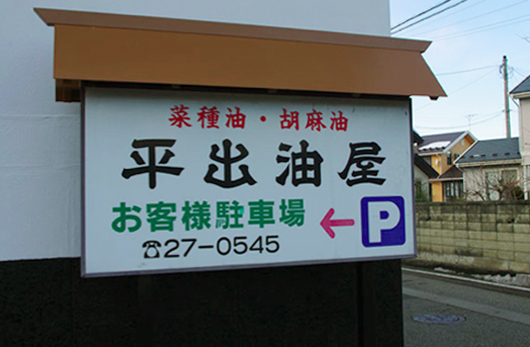 菜種油・胡麻油
平出油屋
お客様駐車場 ← P
☎27-0545